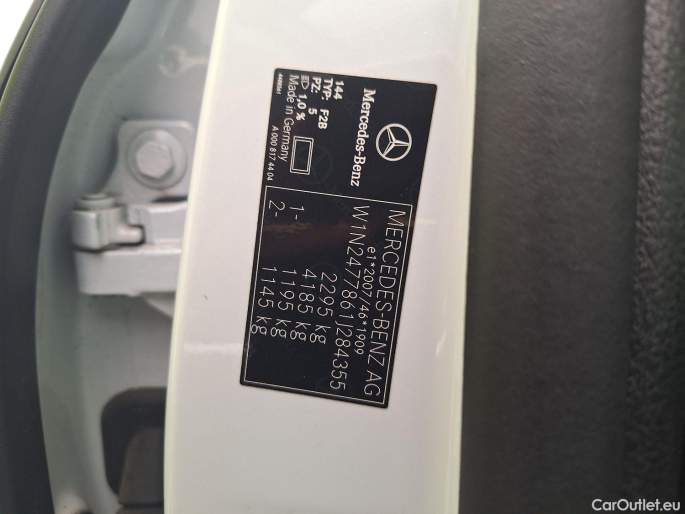 Mercedes-Benz
144
TYP: F2B
PZ: 5
1,0 %
Made in Germany
A 000 817 44 04
MERCEDES-BENZ AG
e1*2007/46*1909
W1N2477861J284355
2295 kg
4185 kg
1- 1195 kg
2- 1145 kg
CarOutlet.eu